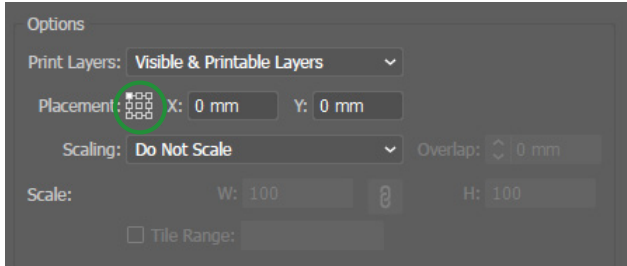 Options
Print Layers: Visible & Printable Layers
Placement: X: 0 mm Y: 0 mm
Scaling: Do Not Scale Overlap: 0 mm
Scale: W: 100 H: 100
Tile Range: